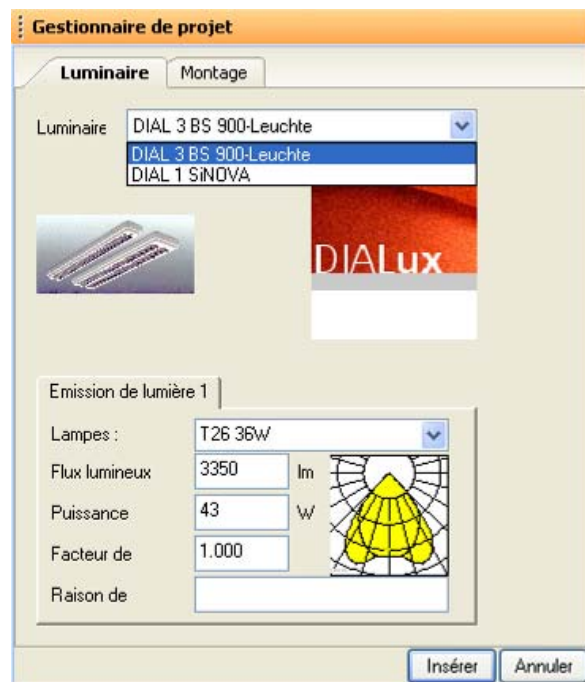 Gestionnaire de projet
Luminaire Montage
Luminaire DIAL 3 BS 900-Leuchte
DIAL 3 BS 900-Leuchte
DIAL 1 SiNOVA
DIALux
Emission de lumière 1
Lampes : T26 36W
Flux lumineux 3350 lm
Puissance 43 W
Facteur de 1.000
Raison de
Insérer Annuler